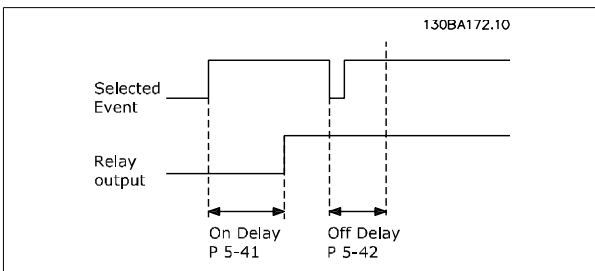 130BA172.10
Selected
Event
Relay
output
On Delay
P 5-41
Off Delay
P 5-42